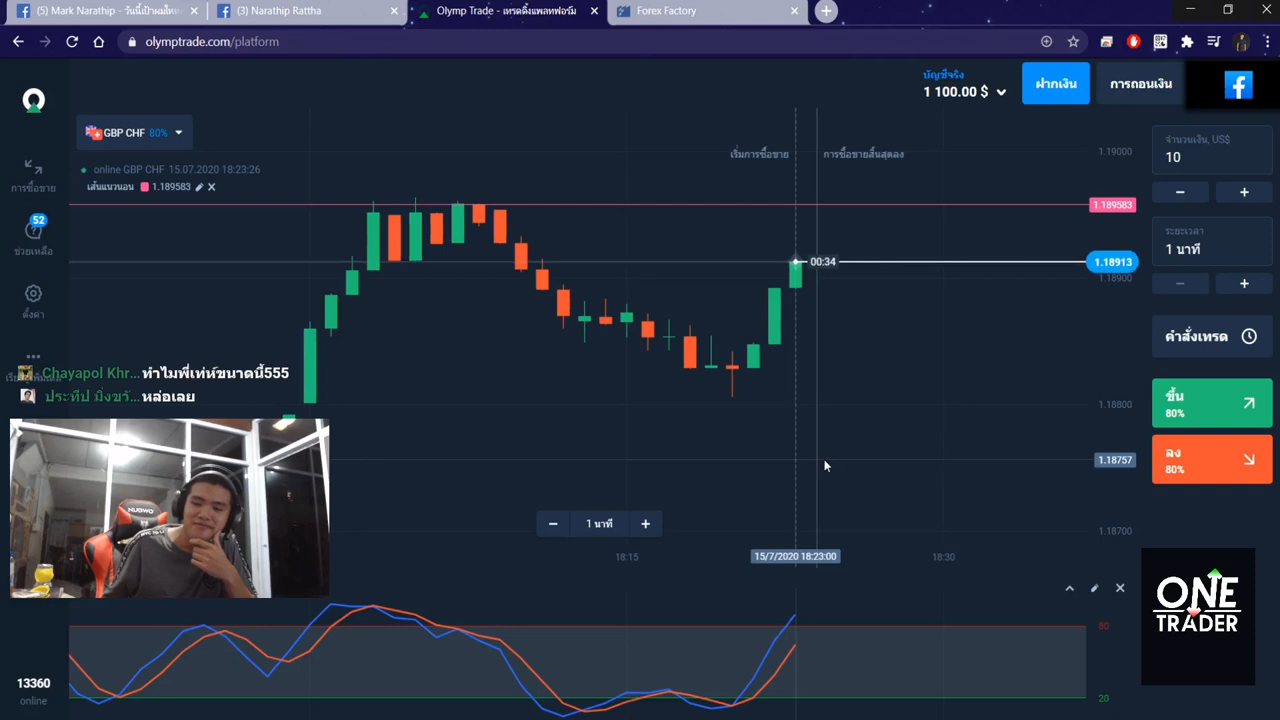 (5) Mark Narathip - วันนี้เป้าผมให
(3) Narathip Rattha
Olymp Trade - เทรดดิ้งแพลทฟอร์ม
Forex Factory
olymptrade.com/platform
บัญชีจริง
1 100.00 $
ฝากเงิน
การถอนเงิน
GBP CHF 80%
online GBP CHF 15.07.2020 18:23:26
เส้นแนวนอน 1.189583
เริ่มการซื้อขาย
การซื้อขายสิ้นสุดลง
1.19000
1.189583
00:34
1.18913
1.18900
1.18800
1.18757
1.18700
จำนวนเงิน, US$
10
ระยะเวลา
1 นาที
คำสั่งเทรด
ขึ้น
80%
ลง
80%
การซื้อขาย
52
ช่วยเหลือ
ตั้งค่า
Chayapol Khr... ทำไมพี่เท่ห์ขนาดนี้555
ประทีป มิ่งขวั... หล่อเลย
HUDWO
1 นาที
18:15
15/7/2020 18:23:00
18:30
80
20
ONE
TRADER
13360
online